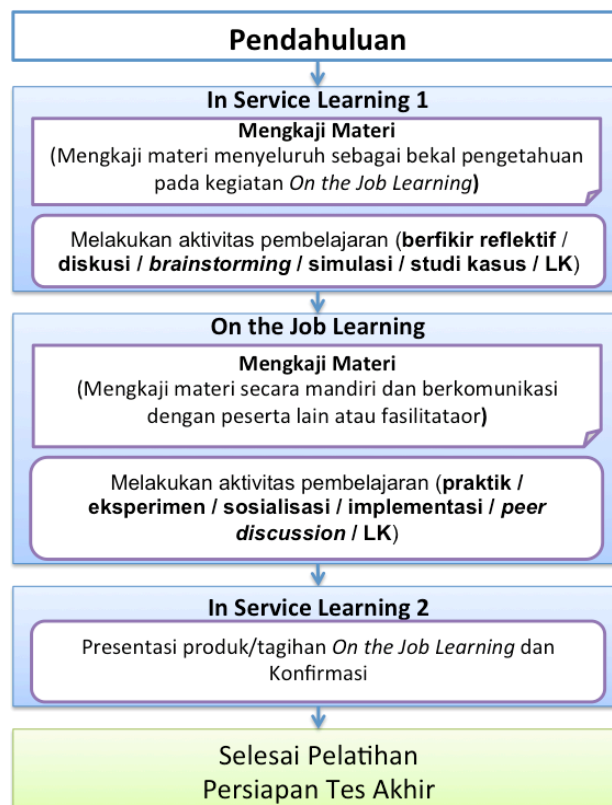 Pendahuluan
In Service Learning 1
Mengkaji Materi
(Mengkaji materi menyeluruh sebagai bekal pengetahuan
pada kegiatan On the Job Learning)
Melakukan aktivitas pembelajaran (berfikir reflektif /
diskusi / brainstorming / simulasi / studi kasus / LK)
On the Job Learning
Mengkaji Materi
(Mengkaji materi secara mandiri dan berkomunikasi
dengan peserta lain atau fasilitataor)
Melakukan aktivitas pembelajaran (praktik /
eksperimen / sosialisasi / implementasi / peer
discussion / LK)
In Service Learning 2
Presentasi produk/tagihan On the Job Learning dan
Konfirmasi
Selesai Pelatihan
Persiapan Tes Akhir